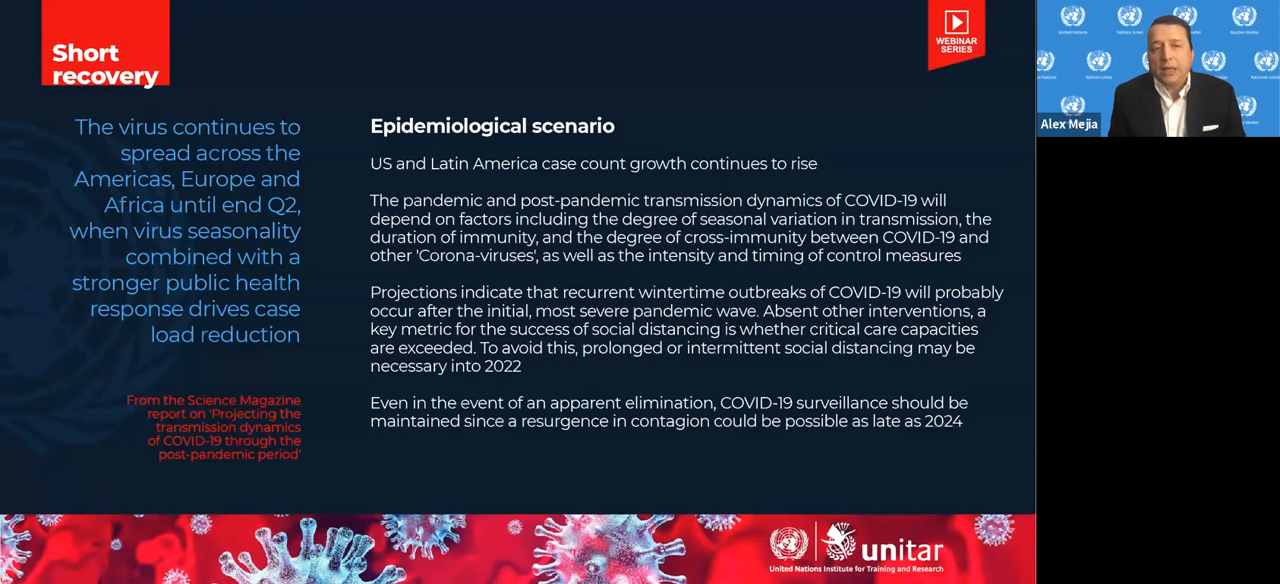 Short
recovery
WEBINAR
SERIES
The virus continues to
spread across the
Americas, Europe and
Africa until end Q2,
when virus seasonality
combined with a
stronger public health
response drives case
load reduction
From the Science Magazine
report on 'Projecting the
transmission dynamics
of COVID-19 through the
post-pandemic period'
Epidemiological scenario
US and Latin America case count growth continues to rise
The pandemic and post-pandemic transmission dynamics of COVID-19 will
depend on factors including the degree of seasonal variation in transmission, the
duration of immunity, and the degree of cross-immunity between COVID-19 and
other 'Corona-viruses', as well as the intensity and timing of control measures
Projections indicate that recurrent wintertime outbreaks of COVID-19 will probably
occur after the initial, most severe pandemic wave. Absent other interventions, a
key metric for the success of social distancing is whether critical care capacities
are exceeded. To avoid this, prolonged or intermittent social distancing may be
necessary into 2022
Even in the event of an apparent elimination, COVID-19 surveillance should be
maintained since a resurgence in contagion could be possible as late as 2024
unitar
United Nations Institute for Training and Research
United Nations
Nations Unies
Nações Unidas
Nations Unies
Alex Mejia